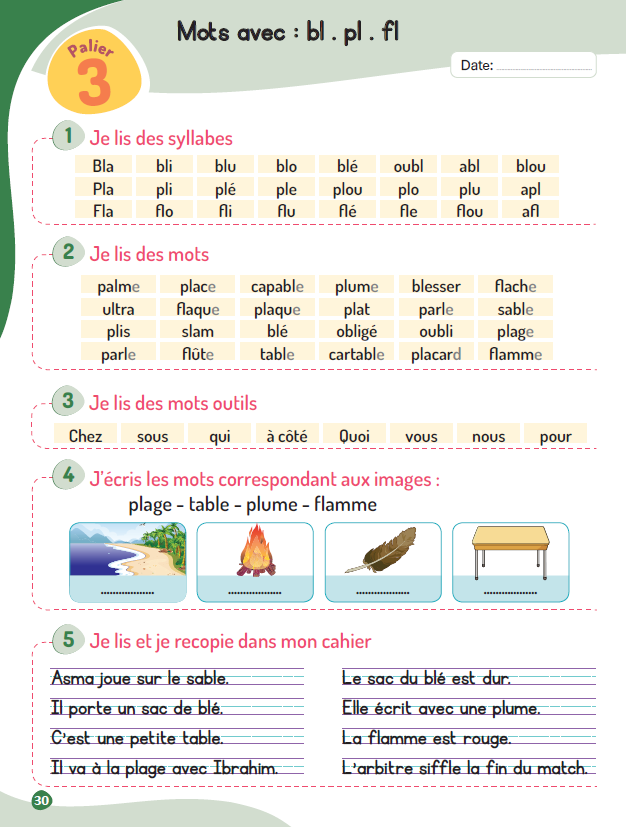 Mots avec : bl . pl . fl
Palier
3
Date: ........................................
1 Je lis des syllabes
Bla bli blu blo blé oubl abl blou
Pla pli plé ple plou plo plu apl
Fla flo fli flu flé fle flou afl
2 Je lis des mots
palme place capable plume blesser flache
ultra flaque plaque plat parle sable
plis slam blé obligé oubli plage
parle flûte table cartable placard flamme
3 Je lis des mots outils
Chez sous qui à côté Quoi vous nous pour
4 J'écris les mots correspondant aux images :
plage - table - plume - flamme
.................. .................. .................. ..................
5 Je lis et je recopie dans mon cahier
Asma joue sur le sable.
Il porte un sac de blé.
C'est une petite table.
Il va à la plage avec Ibrahim.
Le sac du blé est dur.
Elle écrit avec une plume.
La flamme est rouge.
L'arbitre siffle la fin du match.
30